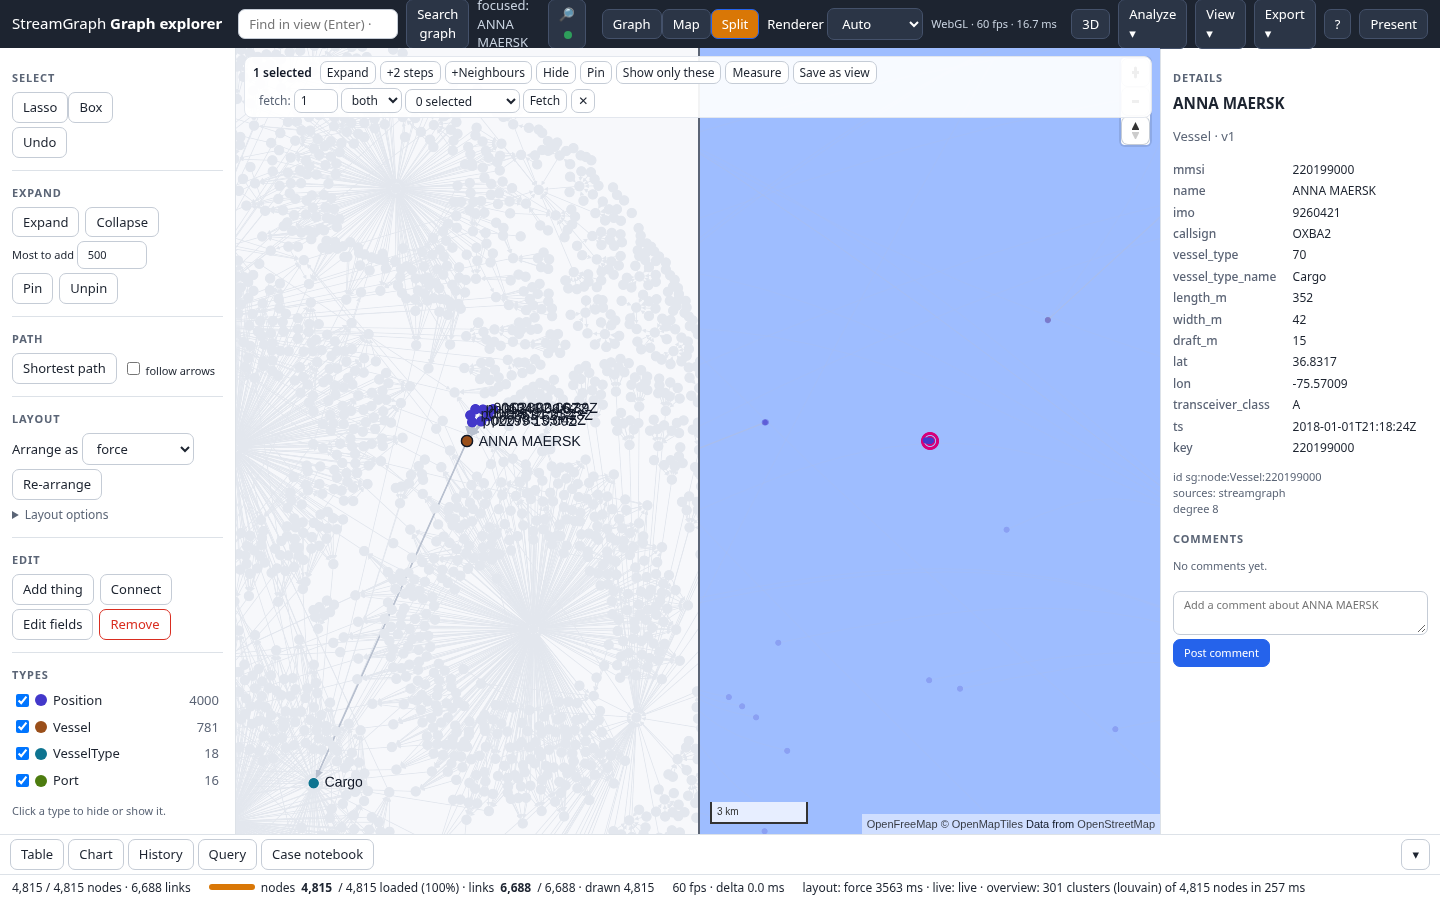 StreamGraph Graph explorer
Find in view (Enter) ·
Search graph
focused: ANNA MAERSK
Graph Map Split
Renderer Auto
WebGL · 60 fps · 16.7 ms
3D
Analyze ▾
View ▾
Export ▾
?
Present
SELECT
Lasso Box
Undo
EXPAND
Expand Collapse
Most to add 500
Pin Unpin
PATH
Shortest path follow arrows
LAYOUT
Arrange as force
Re-arrange
▶ Layout options
EDIT
Add thing Connect
Edit fields Remove
TYPES
Position 4000
Vessel 781
VesselType 18
Port 16
Click a type to hide or show it.
1 selected Expand +2 steps +Neighbours Hide Pin Show only these Measure Save as view
fetch: 1 both 0 selected Fetch ✕
ANNA MAERSK
Cargo
3 km
OpenFreeMap © OpenMapTiles Data from OpenStreetMap
DETAILS
ANNA MAERSK
Vessel · v1
mmsi 220199000
name ANNA MAERSK
imo 9260421
callsign OXBA2
vessel_type 70
vessel_type_name Cargo
length_m 352
width_m 42
draft_m 15
lat 36.8317
lon -75.57009
transceiver_class A
ts 2018-01-01T21:18:24Z
key 220199000
id sg:node:Vessel:220199000
sources: streamgraph
degree 8
COMMENTS
No comments yet.
Add a comment about ANNA MAERSK
Post comment
Table Chart History Query Case notebook ▾
4,815 / 4,815 nodes · 6,688 links nodes 4,815 / 4,815 loaded (100%) · links 6,688 / 6,688 · drawn 4,815 60 fps · delta 0.0 ms layout: force 3563 ms · live: live · overview: 301 clusters (louvain) of 4,815 nodes in 257 ms